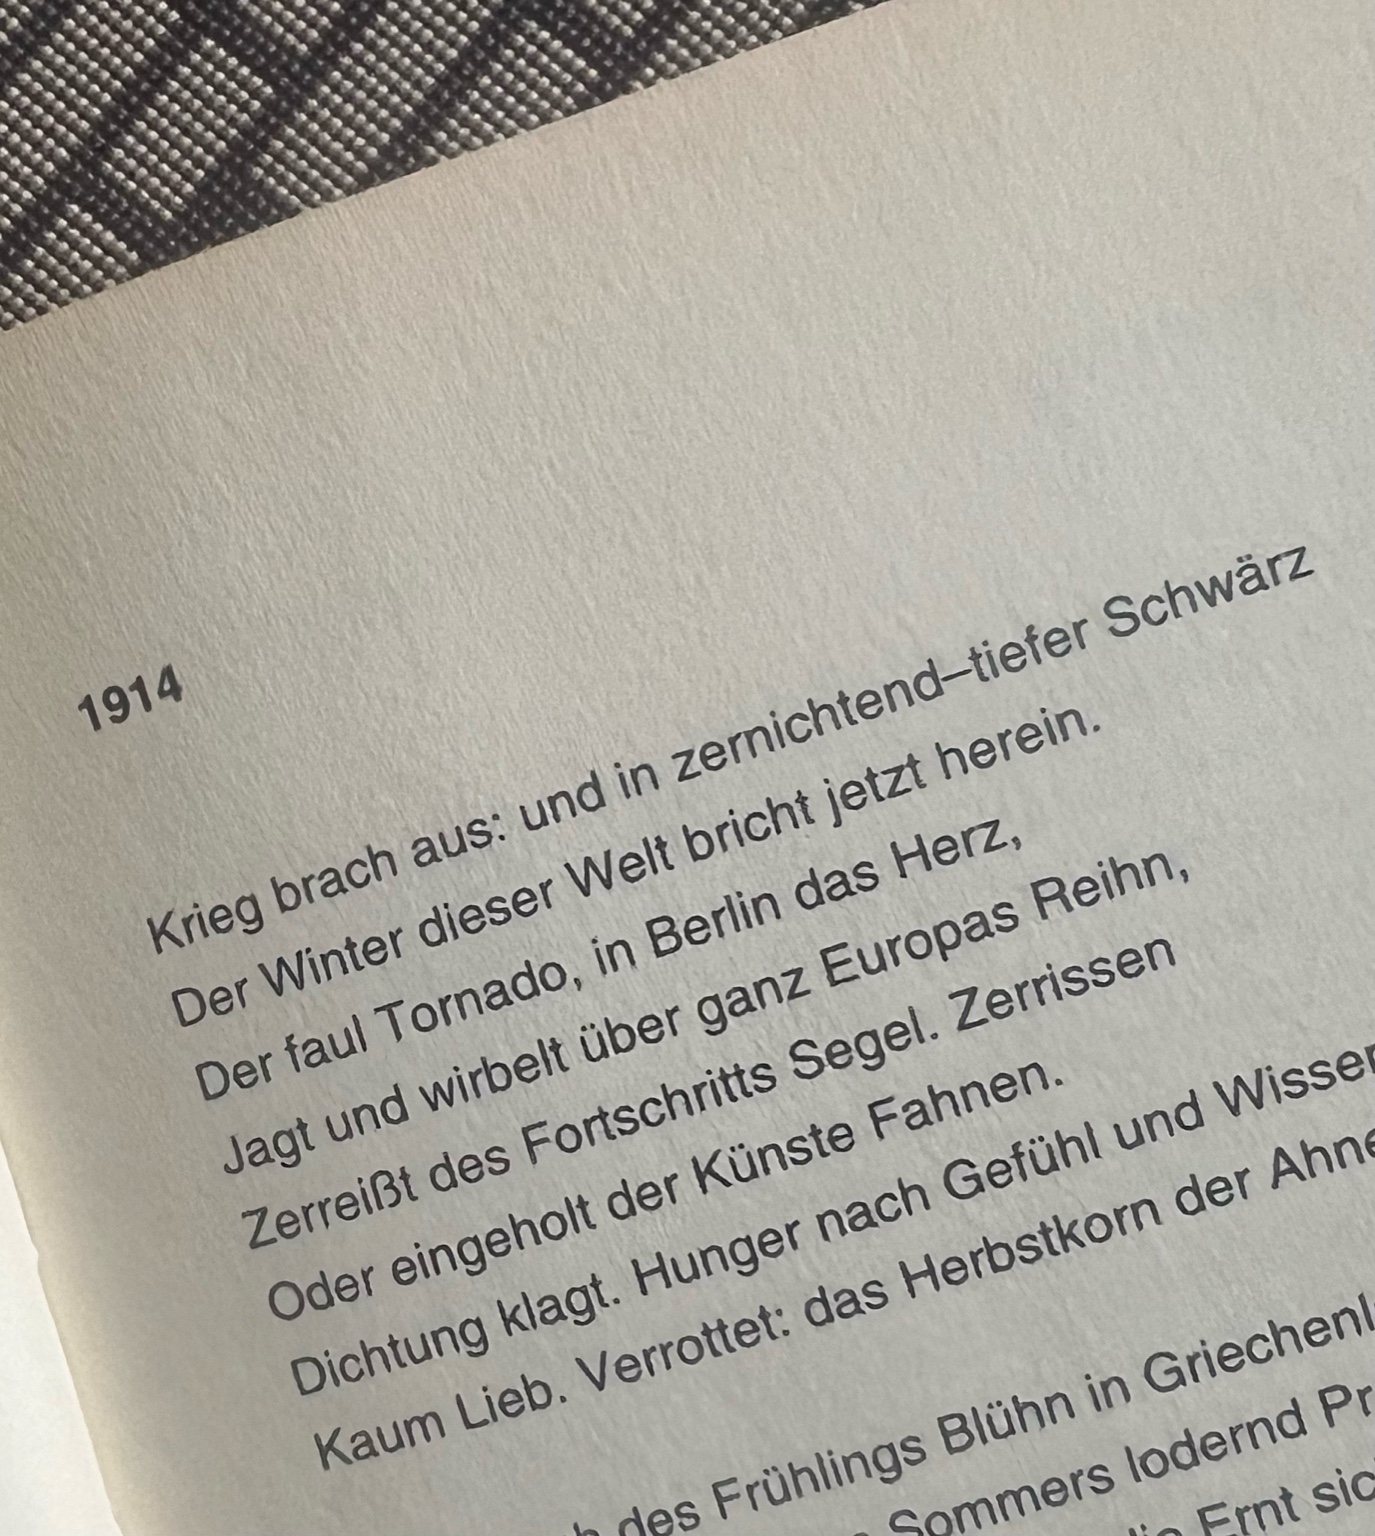 1914
Krieg brach aus: und in zernichtend–tiefer Schwärz
Der Winter dieser Welt bricht jetzt herein.
Der faul Tornado, in Berlin das Herz,
Jagt und wirbelt über ganz Europas Reihn,
Zerreißt des Fortschritts Segel. Zerrissen
Oder eingeholt der Künste Fahnen.
Dichtung klagt. Hunger nach Gefühl und
Kaum Lieb. Verrottet: das Herbstkorn der
des Frühlings Blühn in
Sommers lodernd
Ernt